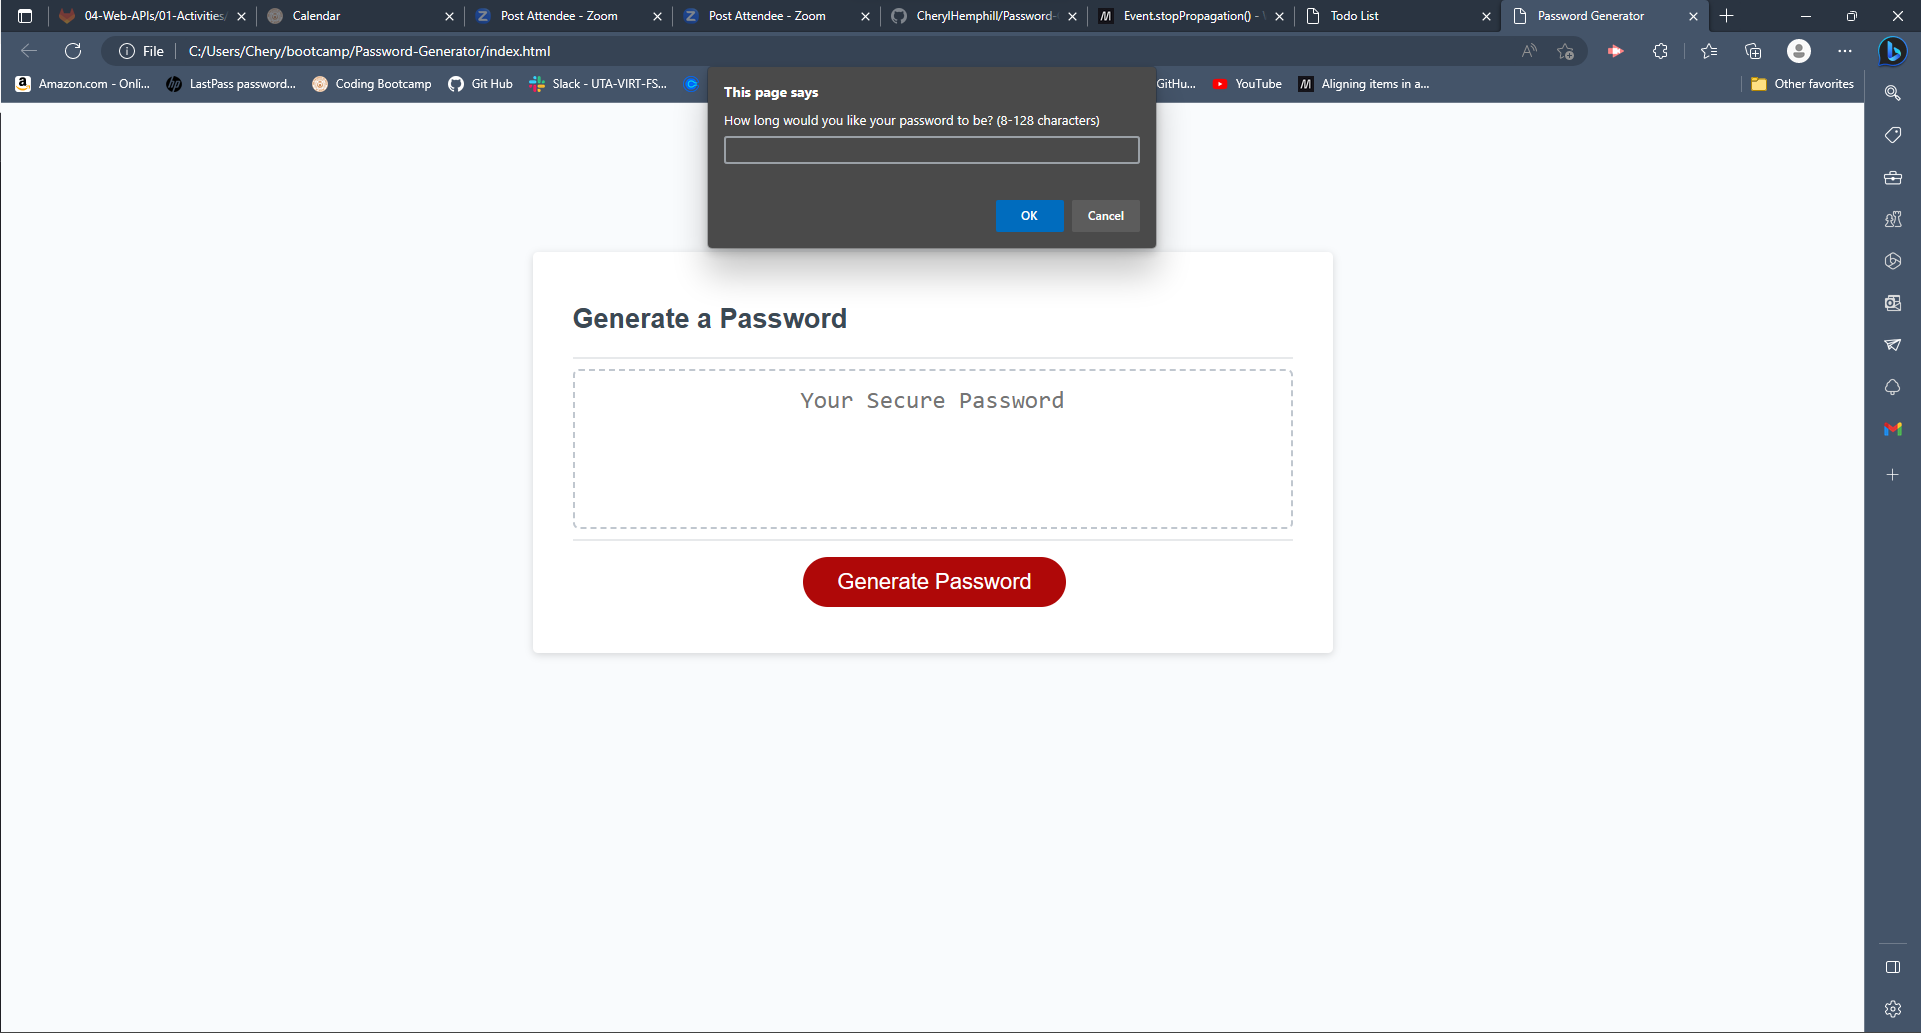 04-Web-APIs/01-Activities/
Calendar
Post Attendee - Zoom
Post Attendee - Zoom
CherylHemphill/Password-
Event.stopPropagation() -
Todo List
Password Generator
File
C:/Users/Chery/bootcamp/Password-Generator/index.html
Amazon.com - Onli...
LastPass password...
Coding Bootcamp
Git Hub
Slack - UTA-VIRT-FS...
GitHu...
YouTube
Aligning items in a...
Other favorites
This page says
How long would you like your password to be? (8-128 characters)
OK
Cancel
Generate a Password
Your Secure Password
Generate Password